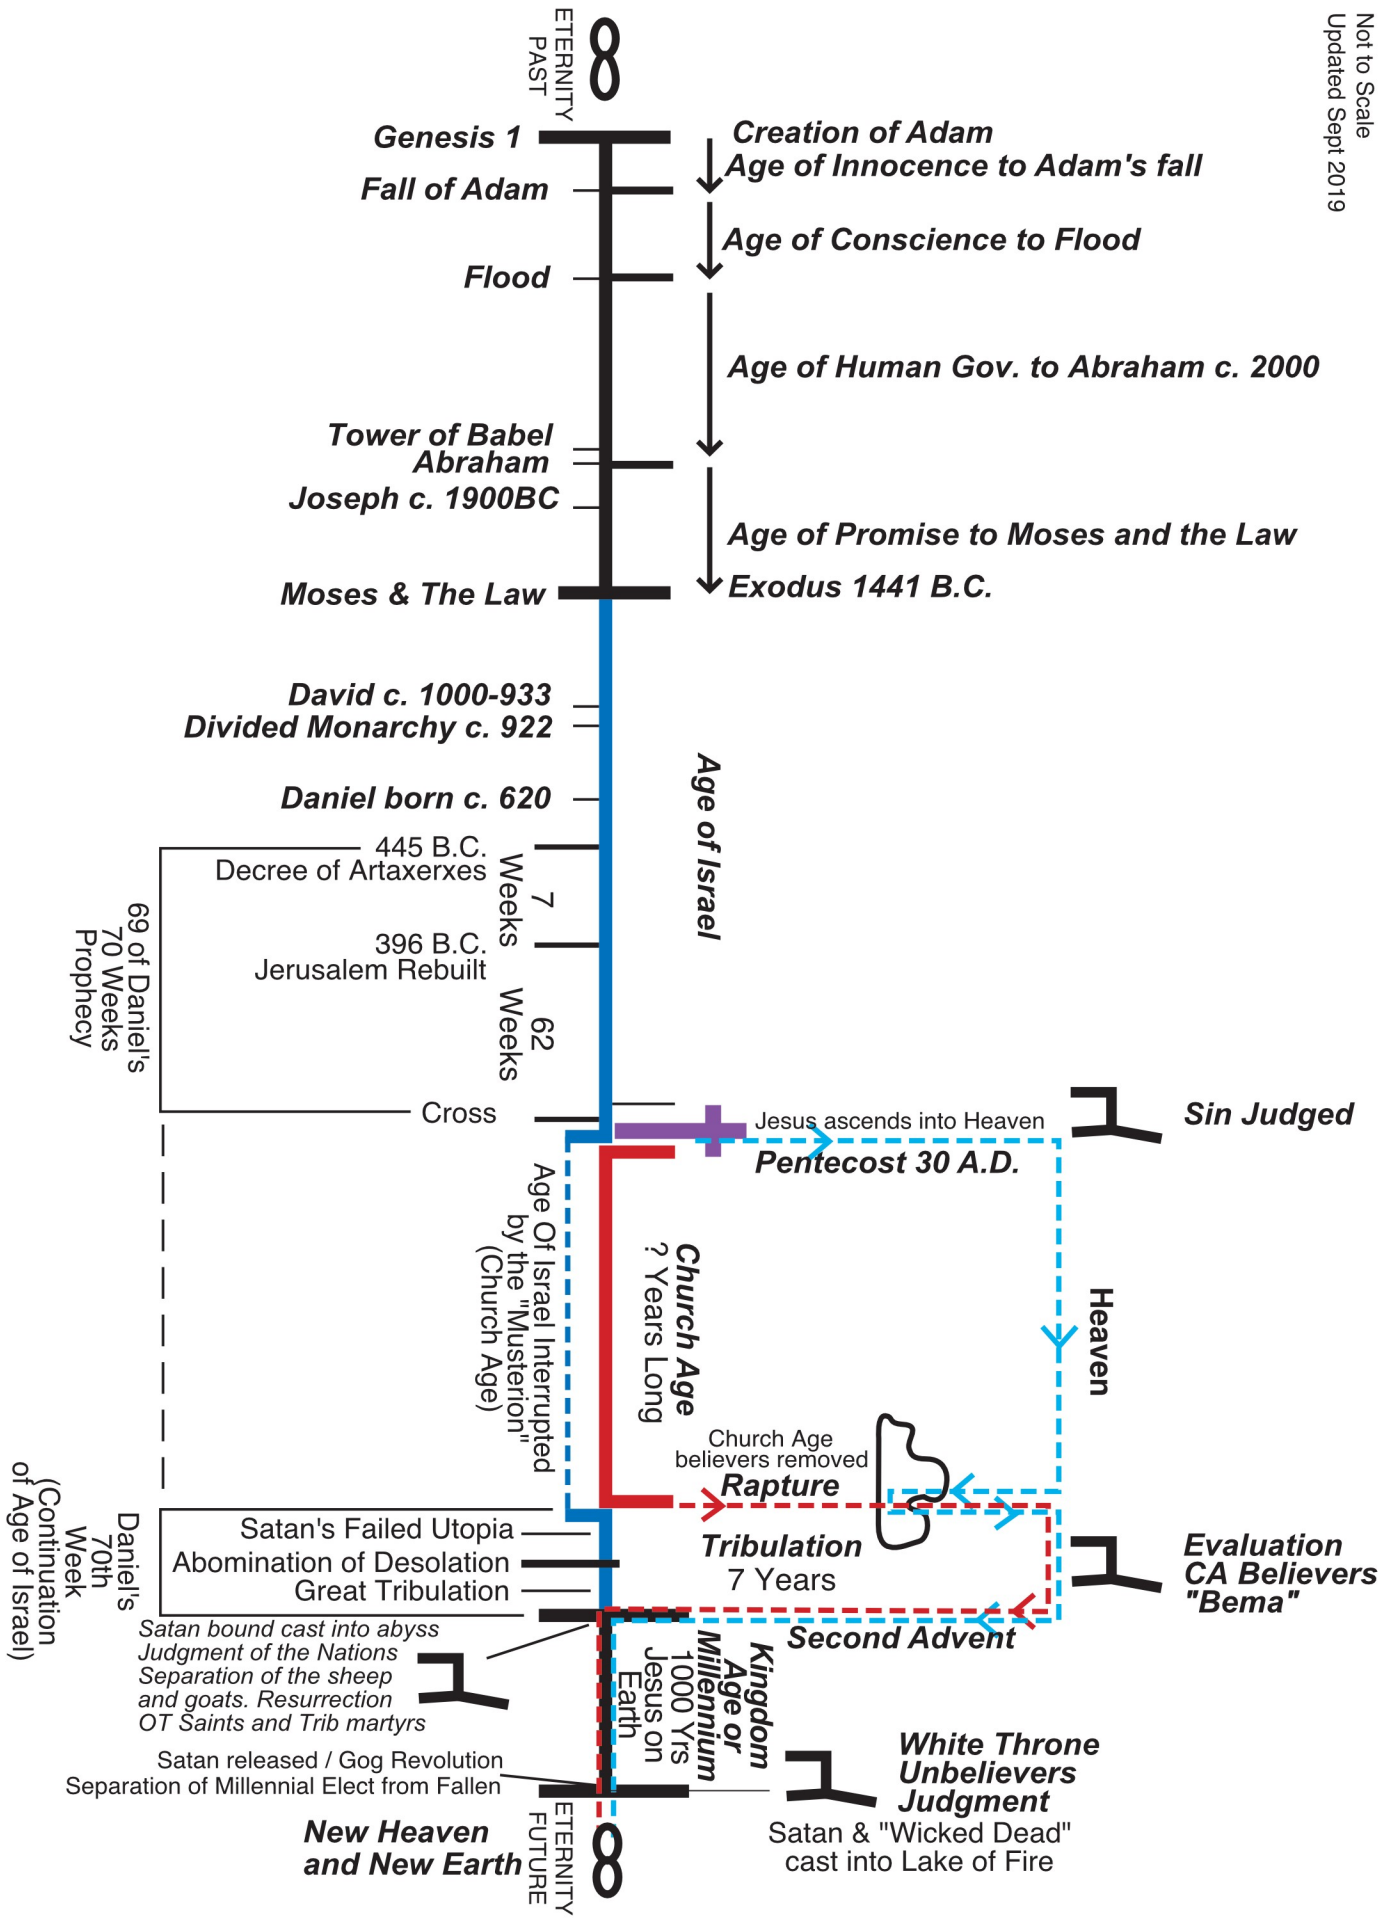 Not to Scale
Updated Sept 2019
ETERNITY
PAST
Genesis 1
Creation of Adam
Age of Innocence to Adam's fall
Fall of Adam
Age of Conscience to Flood
Flood
Age of Human Gov. to Abraham c. 2000
Tower of Babel
Abraham
Joseph c. 1900BC
Age of Promise to Moses and the Law
Moses & The Law
Exodus 1441 B.C.
David c. 1000-933
Divided Monarchy c. 922
Age of Israel
Daniel born c. 620
445 B.C.
Decree of Artaxerxes
7
Weeks
396 B.C.
Jerusalem Rebuilt
62
Weeks
69 of Daniel's
70 Weeks
Prophecy
Cross
Jesus ascends into Heaven
Pentecost 30 A.D.
Sin Judged
Age Of Israel Interrupted
by the "Musterion"
(Church Age)
Church Age
? Years Long
Heaven
Church Age
believers removed
Rapture
Tribulation
7 Years
Evaluation
CA Believers
"Bema"
Daniel's
70th
Week
(Continuation
of Age of Israel)
Satan's Failed Utopia
Abomination of Desolation
Great Tribulation
Second Advent
Satan bound cast into abyss
Judgment of the Nations
Separation of the sheep
and goats. Resurrection
OT Saints and Trib martyrs
Kingdom
Age or
Millennium
1000 Yrs
Jesus on
Earth
Satan released / Gog Revolution
Separation of Millennial Elect from Fallen
White Throne
Unbelievers
Judgment
Satan & "Wicked Dead"
cast into Lake of Fire
New Heaven
and New Earth
ETERNITY
FUTURE